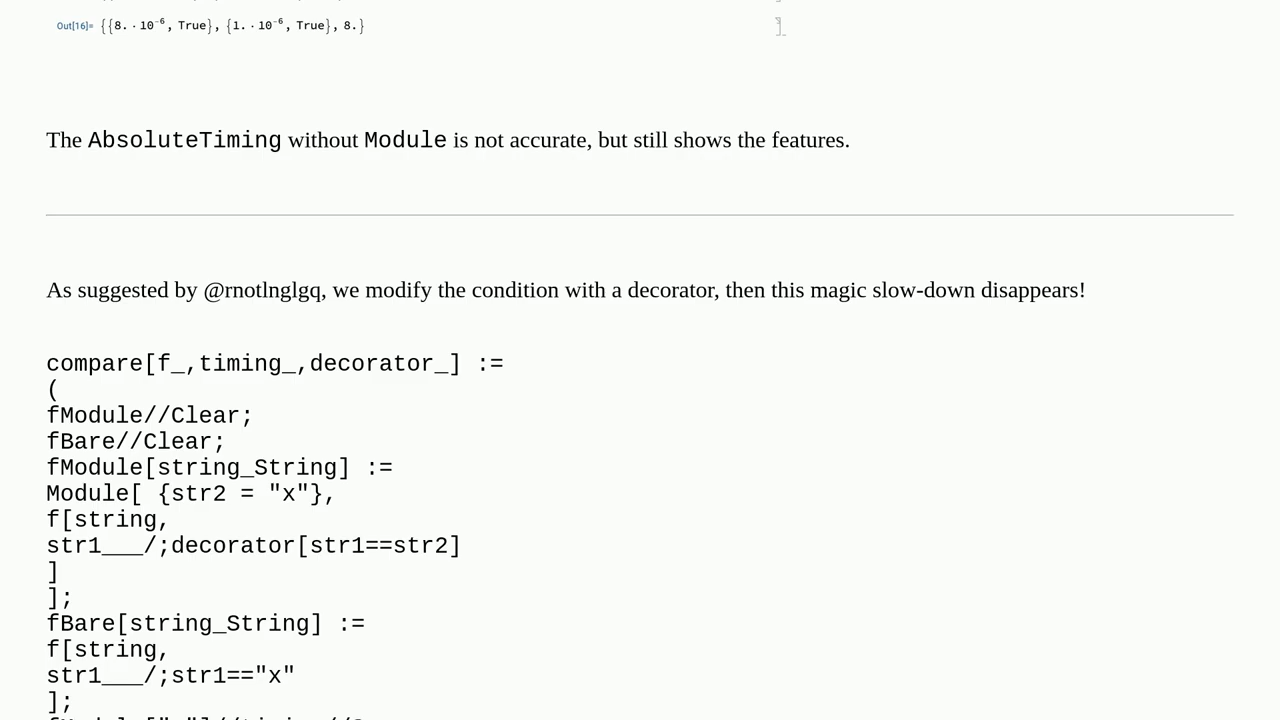 Out[16]= {{8.·10⁻⁶, True}, {1.·10⁻⁶, True}, 8.}
The AbsoluteTiming without Module is not accurate, but still shows the features.
As suggested by @rnotlnglgq, we modify the condition with a decorator, then this magic slow-down disappears!
compare[f_,timing_,decorator_] :=
(
fModule//Clear;
fBare//Clear;
fModule[string_String] :=
Module[ {str2 = "x"},
f[string,
str1___/;decorator[str1==str2]
]
];
fBare[string_String] :=
f[string,
str1___/;str1=="x"
];